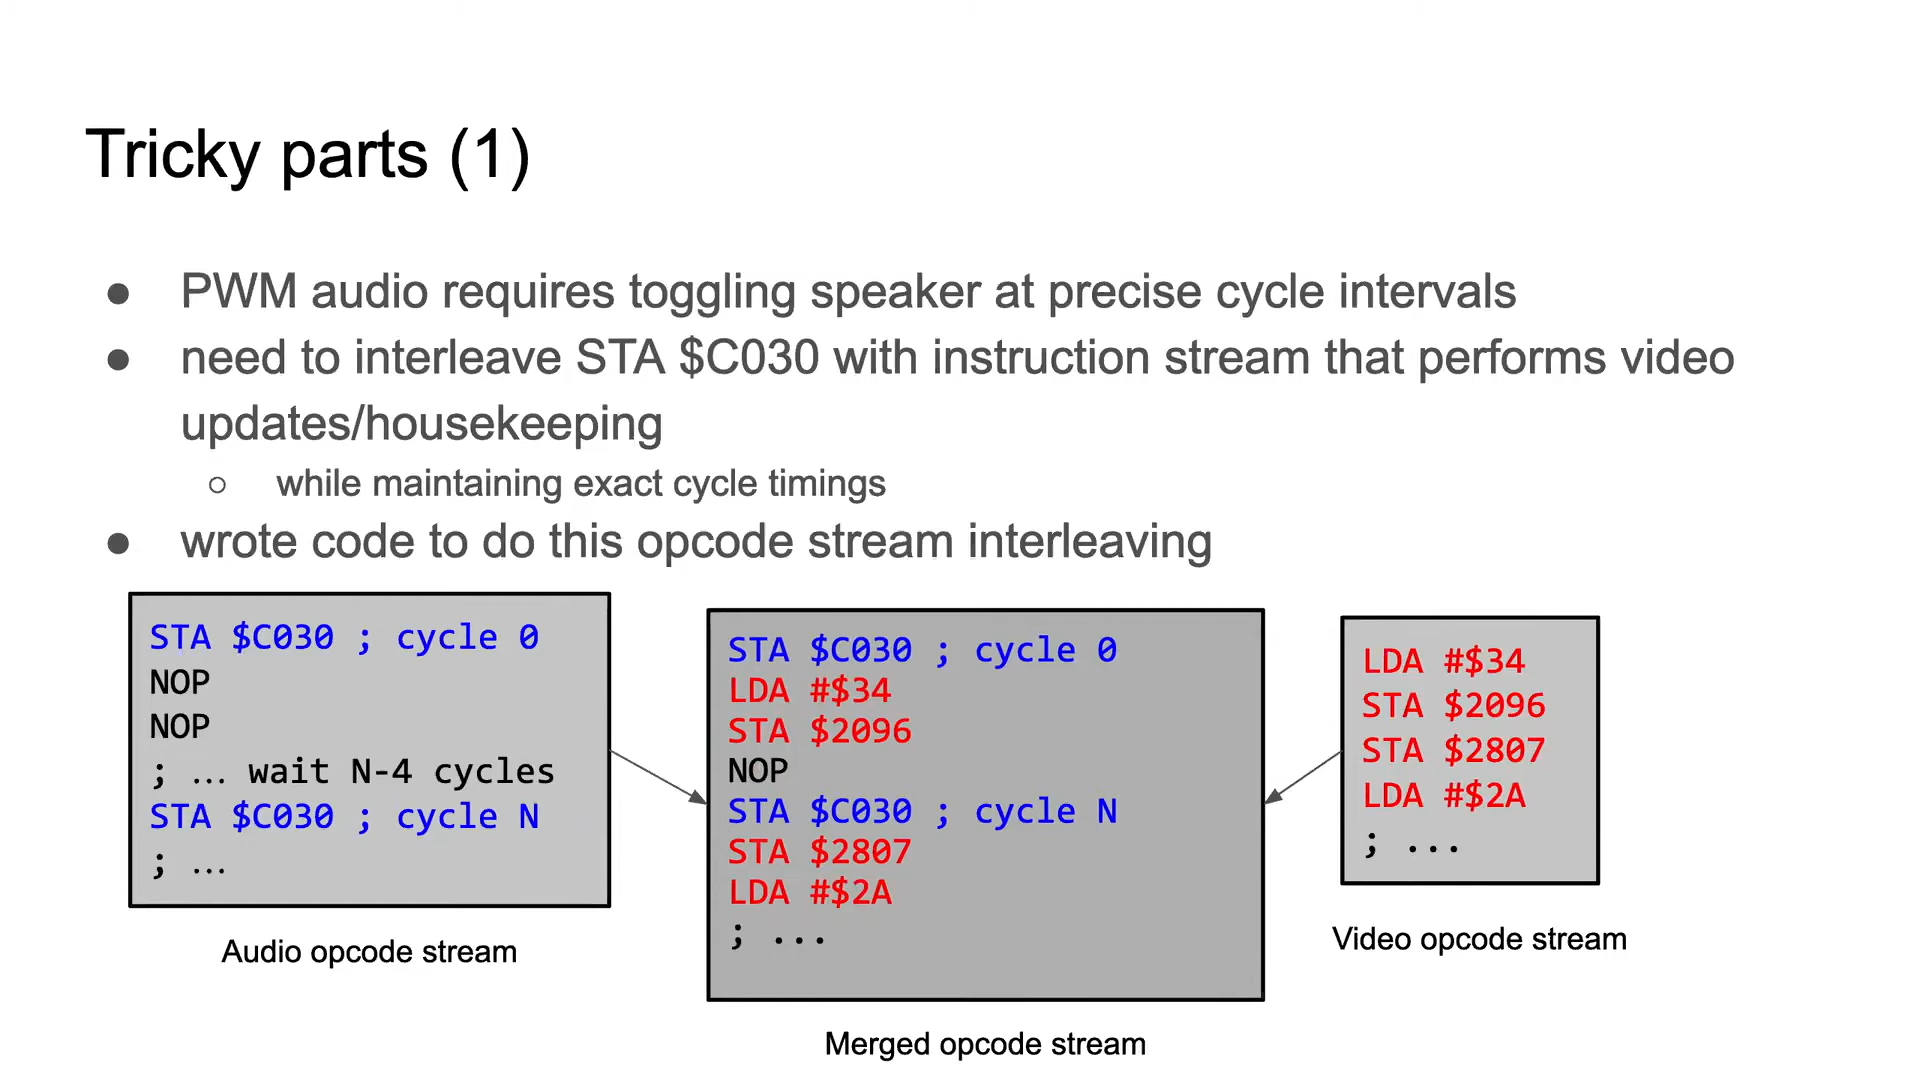 Tricky parts (1)
● PWM audio requires toggling speaker at precise cycle intervals
● need to interleave STA $C030 with instruction stream that performs video
updates/housekeeping
○ while maintaining exact cycle timings
● wrote code to do this opcode stream interleaving
STA $C030 ; cycle 0
NOP
NOP
; … wait N-4 cycles
STA $C030 ; cycle N
; …
Audio opcode stream
STA $C030 ; cycle 0
LDA #$34
STA $2096
NOP
STA $C030 ; cycle N
STA $2807
LDA #$2A
; ...
Merged opcode stream
LDA #$34
STA $2096
STA $2807
LDA #$2A
; ...
Video opcode stream